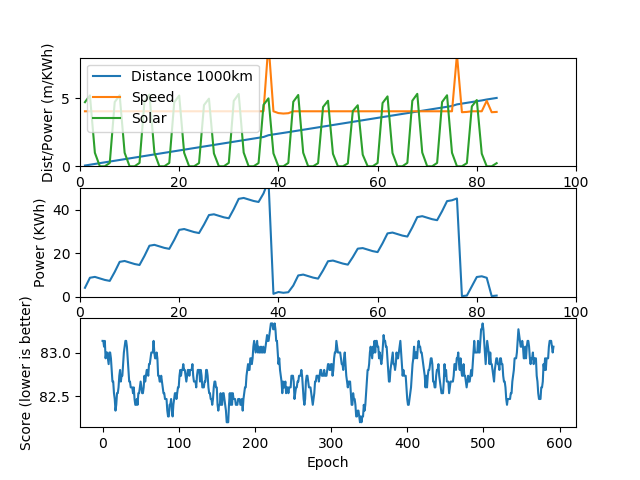 Dist/Power (m/KWh)
5
0
Distance 1000km
Speed
Solar
0 20 40 60 80 100
Power (KWh)
40
20
0
0 20 40 60 80 100
Score (lower is better)
83.0
82.5
0 100 200 300 400 500 600
Epoch